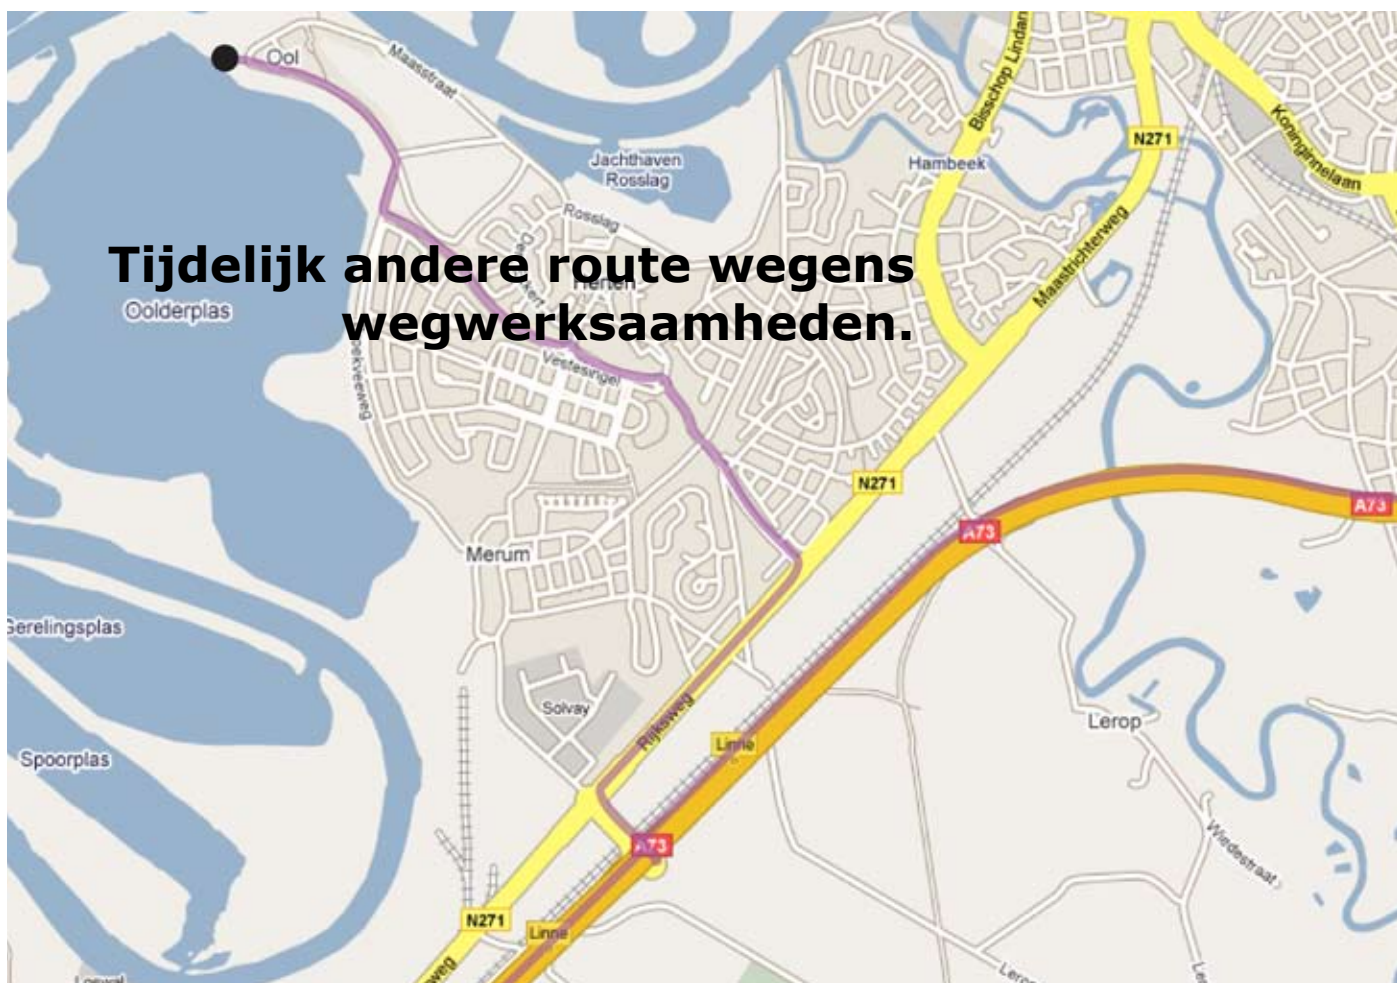 Ool
Maasstraat
Bisschop Lindan
Koninginnelaan
N271
Hambeek
Jachthaven
Rosslag
Rosslag
Maastrichterweg
Tijdelijk andere route wegens
wegwerksaamheden.
Herten
Oolderplas
Vestesingel
N271
A73
A73
Merum
Gerelingsplas
Solvay
Rijksweg
Linne
Lerop
Spoorplas
A73
Wiedestraat
N271
Linne